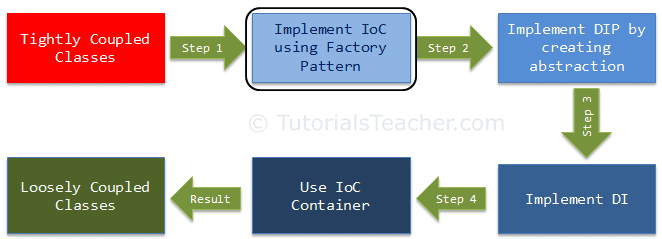 Tightly Coupled
Classes
Step 1
Implement IoC
using Factory
Pattern
Step 2
Implement DIP by
creating
abstraction
Step 3
© TutorialsTeacher.com
Implement DI
Step 4
Use IoC
Container
Result
Loosely Coupled
Classes